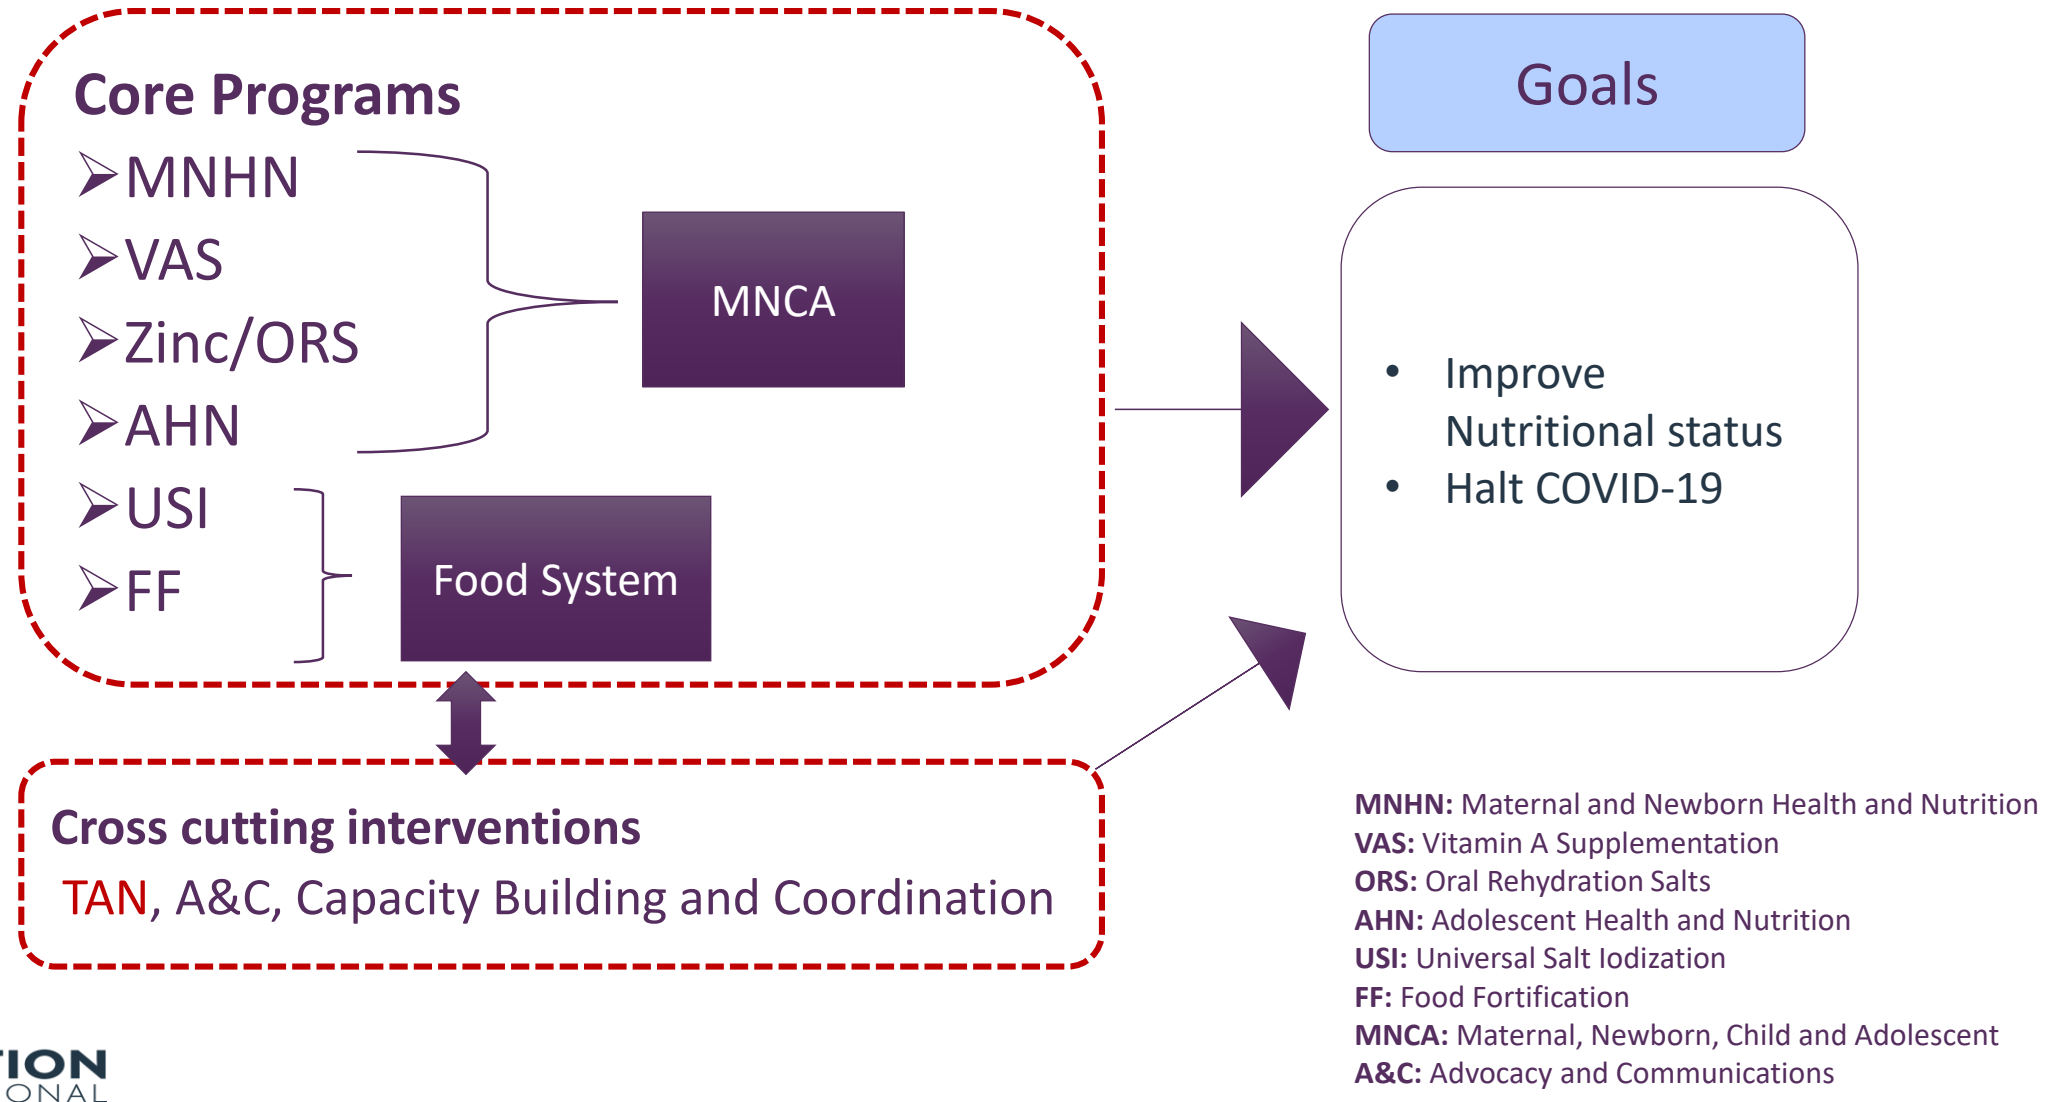 Core Programs
MNHN
VAS
Zinc/ORS
AHN
USI
FF
MNCA
Food System
Cross cutting interventions
TAN, A&C, Capacity Building and Coordination
Goals
• Improve
Nutritional status
• Halt COVID-19
MNHN: Maternal and Newborn Health and Nutrition
VAS: Vitamin A Supplementation
ORS: Oral Rehydration Salts
AHN: Adolescent Health and Nutrition
USI: Universal Salt Iodization
FF: Food Fortification
MNCA: Maternal, Newborn, Child and Adolescent
A&C: Advocacy and Communications
TION
ONAL